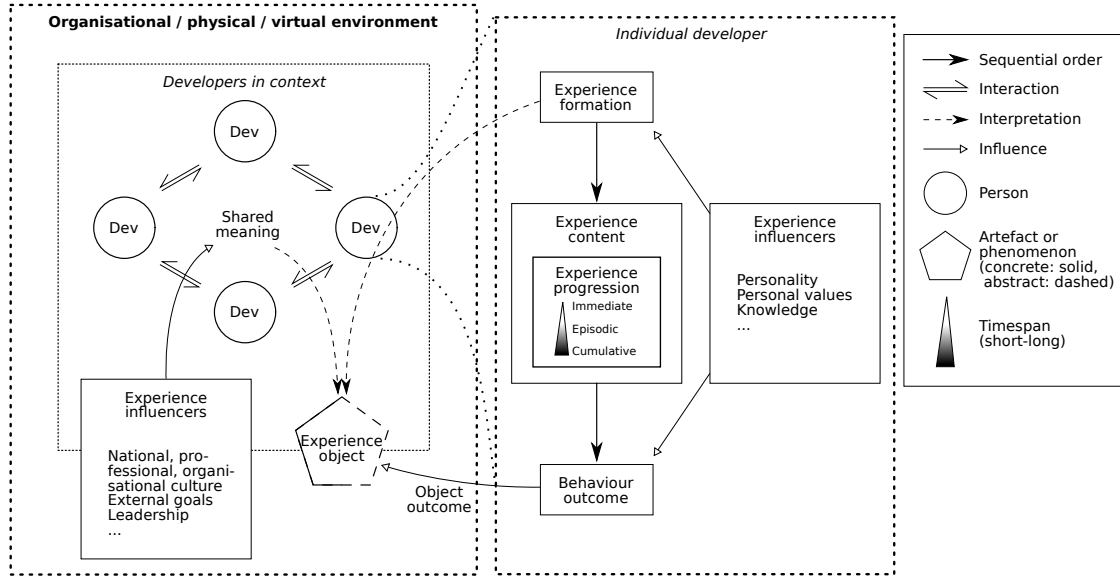 Organisational / physical / virtual environment
Developers in context
Dev
Dev
Shared
meaning
Dev
Dev
Experience
influencers
National, pro-
fessional, organi-
sational culture
External goals
Leadership
...
Experience
object
Object
outcome
Individual developer
Experience
formation
Experience
content
Experience
progression
Immediate
Episodic
Cumulative
Experience
influencers
Personality
Personal values
Knowledge
...
Behaviour
outcome
Sequential order
Interaction
Interpretation
Influence
Person
Artefact or
phenomenon
(concrete: solid,
abstract: dashed)
Timespan
(short-long)